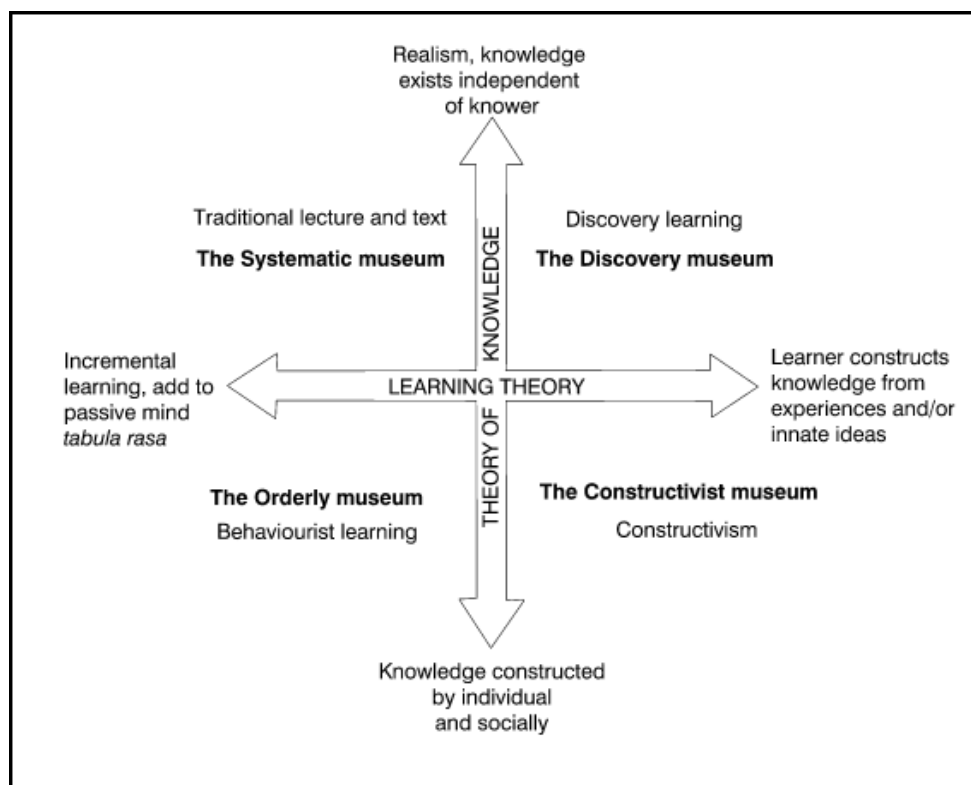 Realism, knowledge
exists independent
of knower
Traditional lecture and text
The Systematic museum
Discovery learning
The Discovery museum
Incremental
learning, add to
passive mind
tabula rasa
LEARNING THEORY
THEORY OF KNOWLEDGE
Learner constructs
knowledge from
experiences and/or
innate ideas
The Orderly museum
Behaviourist learning
The Constructivist museum
Constructivism
Knowledge constructed
by individual
and socially